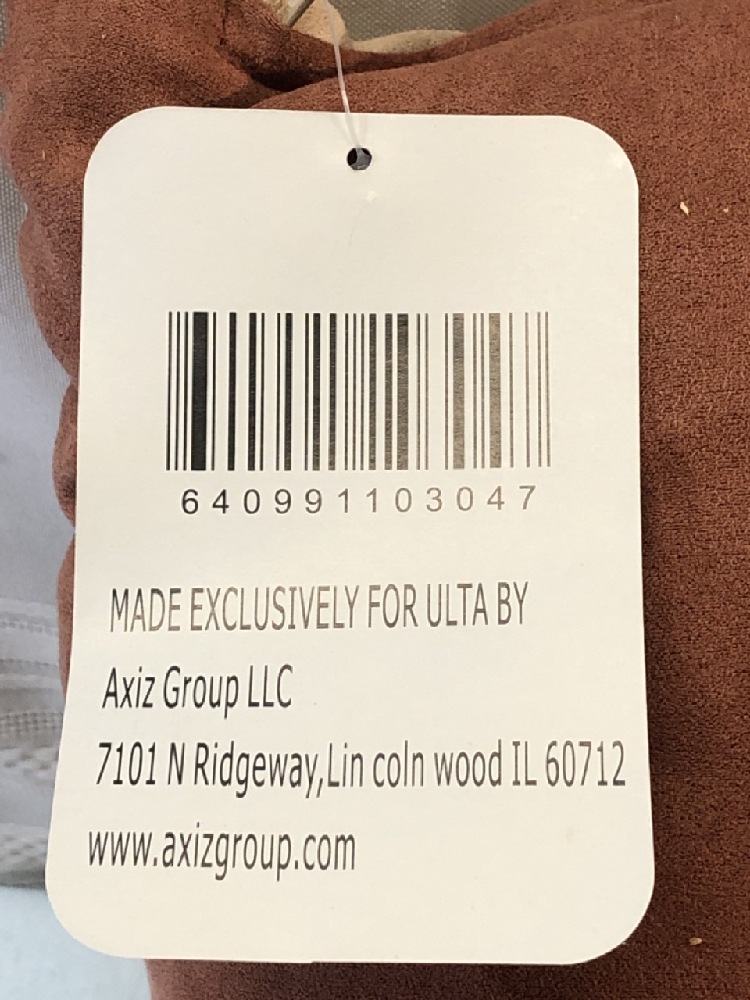 640991103047
MADE EXCLUSIVELY FOR ULTA BY
Axiz Group LLC
7101 N Ridgeway,Lin coln wood IL 60712
www.axizgroup.com